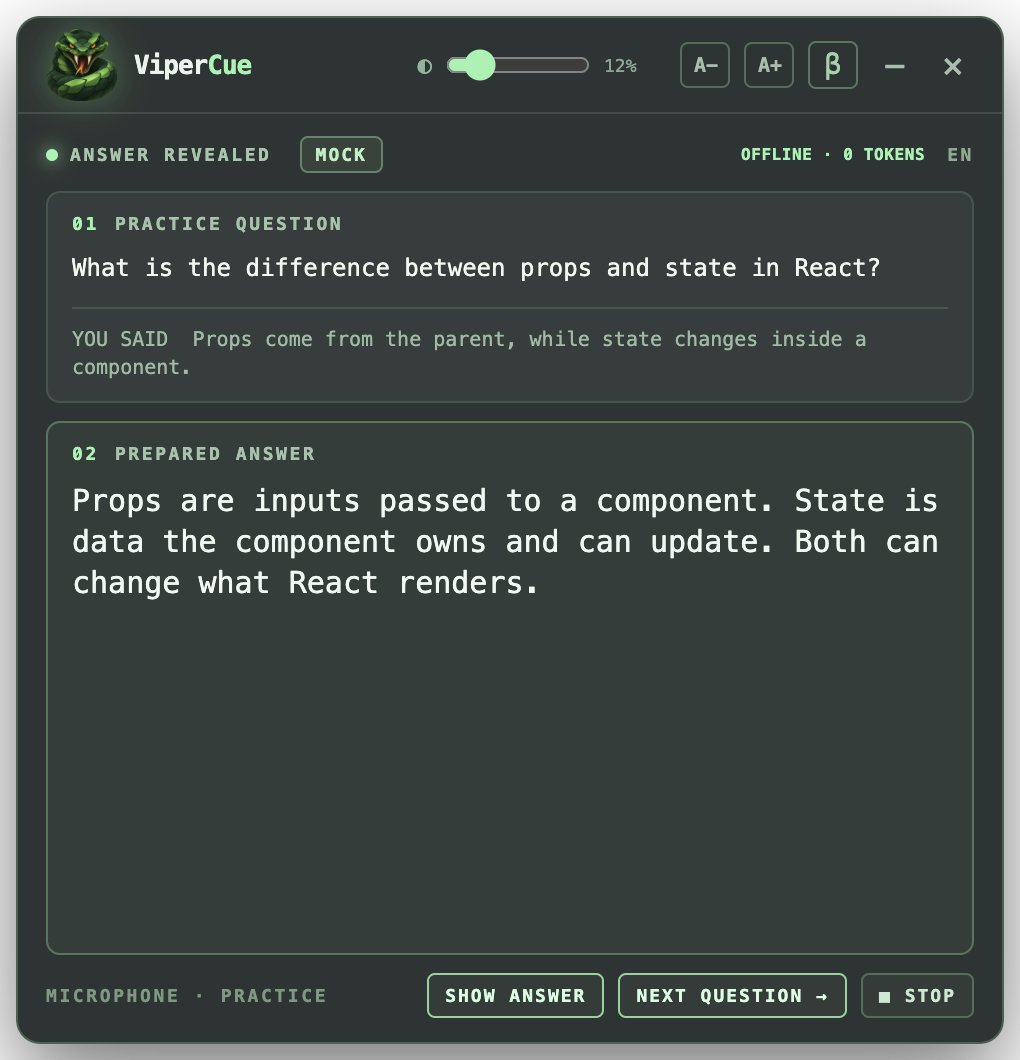 ViperCue
12%
A−
A+
β
ANSWER REVEALED
MOCK
OFFLINE · 0 TOKENS
EN
01 PRACTICE QUESTION
What is the difference between props and state in React?
YOU SAID Props come from the parent, while state changes inside a
component.
02 PREPARED ANSWER
Props are inputs passed to a component. State is
data the component owns and can update. Both can
change what React renders.
MICROPHONE · PRACTICE
SHOW ANSWER
NEXT QUESTION →
■ STOP